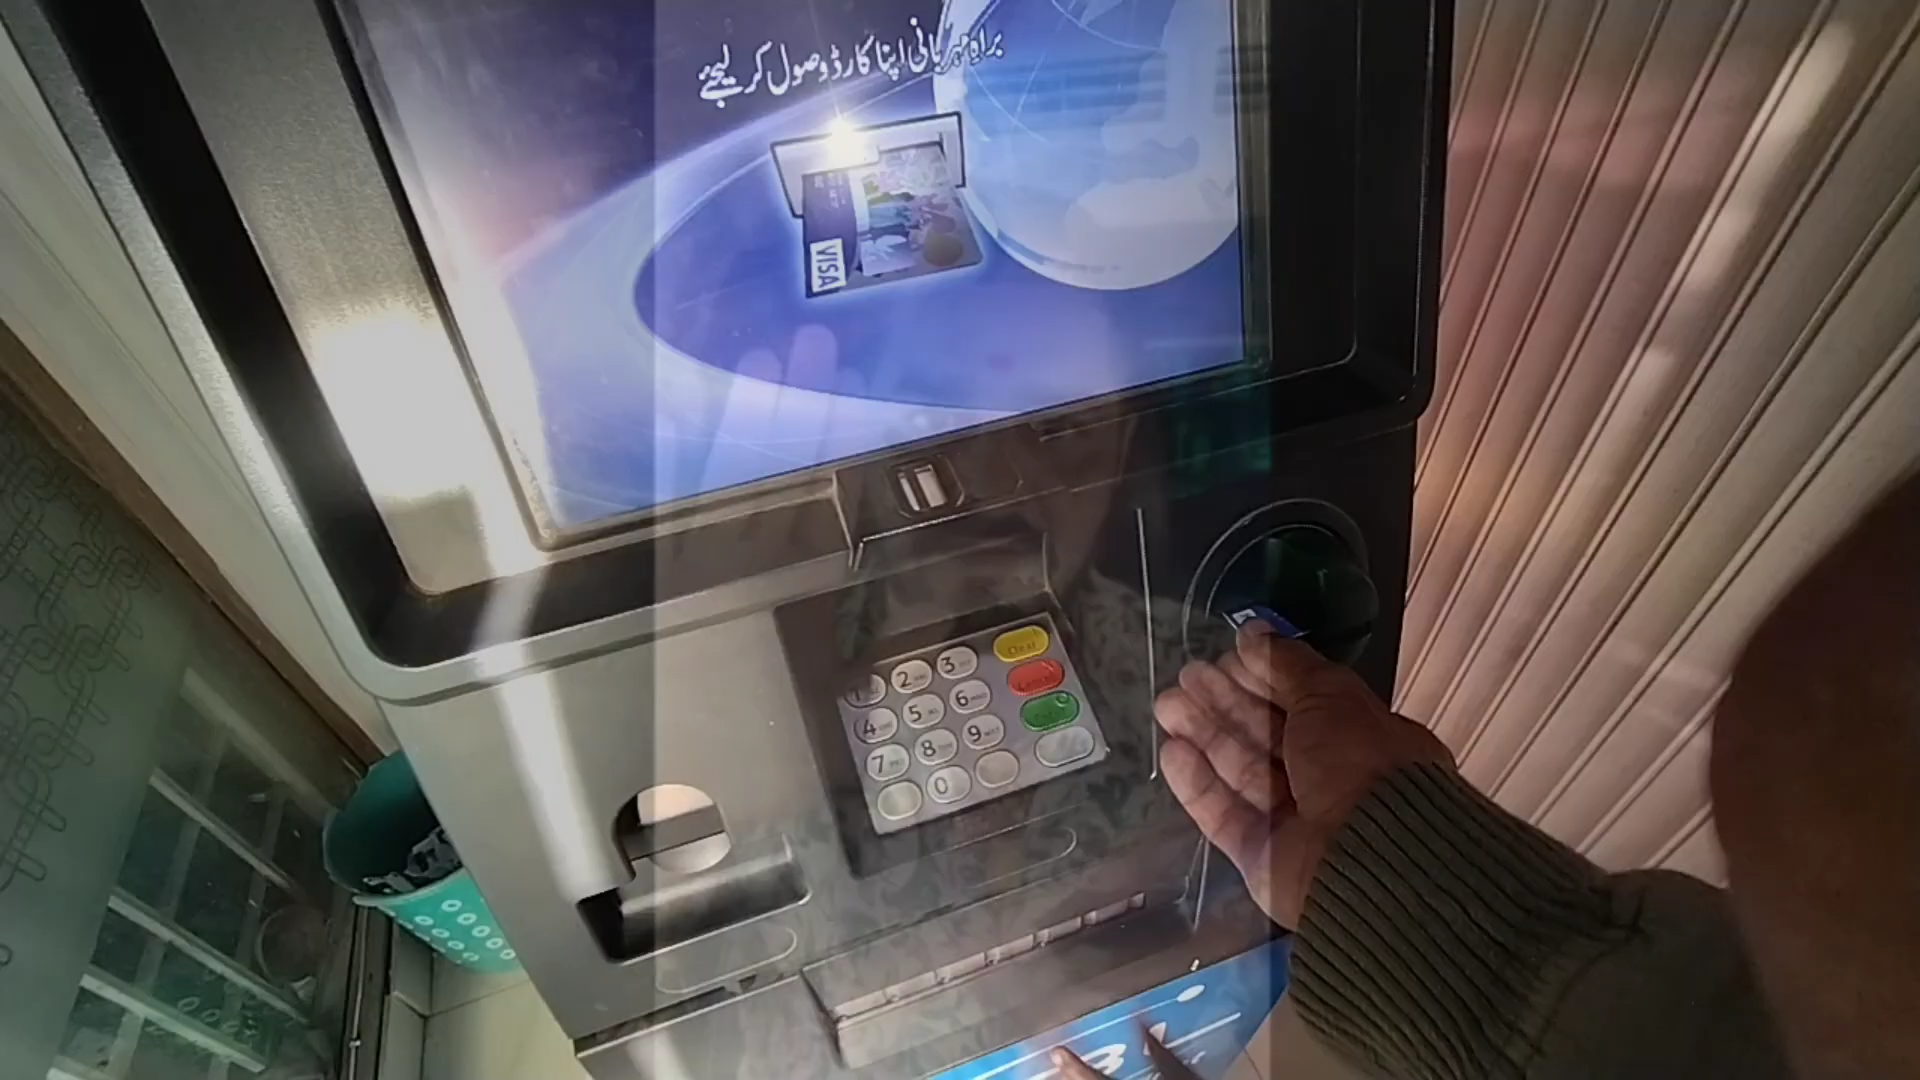 براہِ مہربانی اپنا کارڈ وصول کر لیجئے
VISA
1 2 3 Clear
4 5 6 Cancel
7 8 9 Enter
0